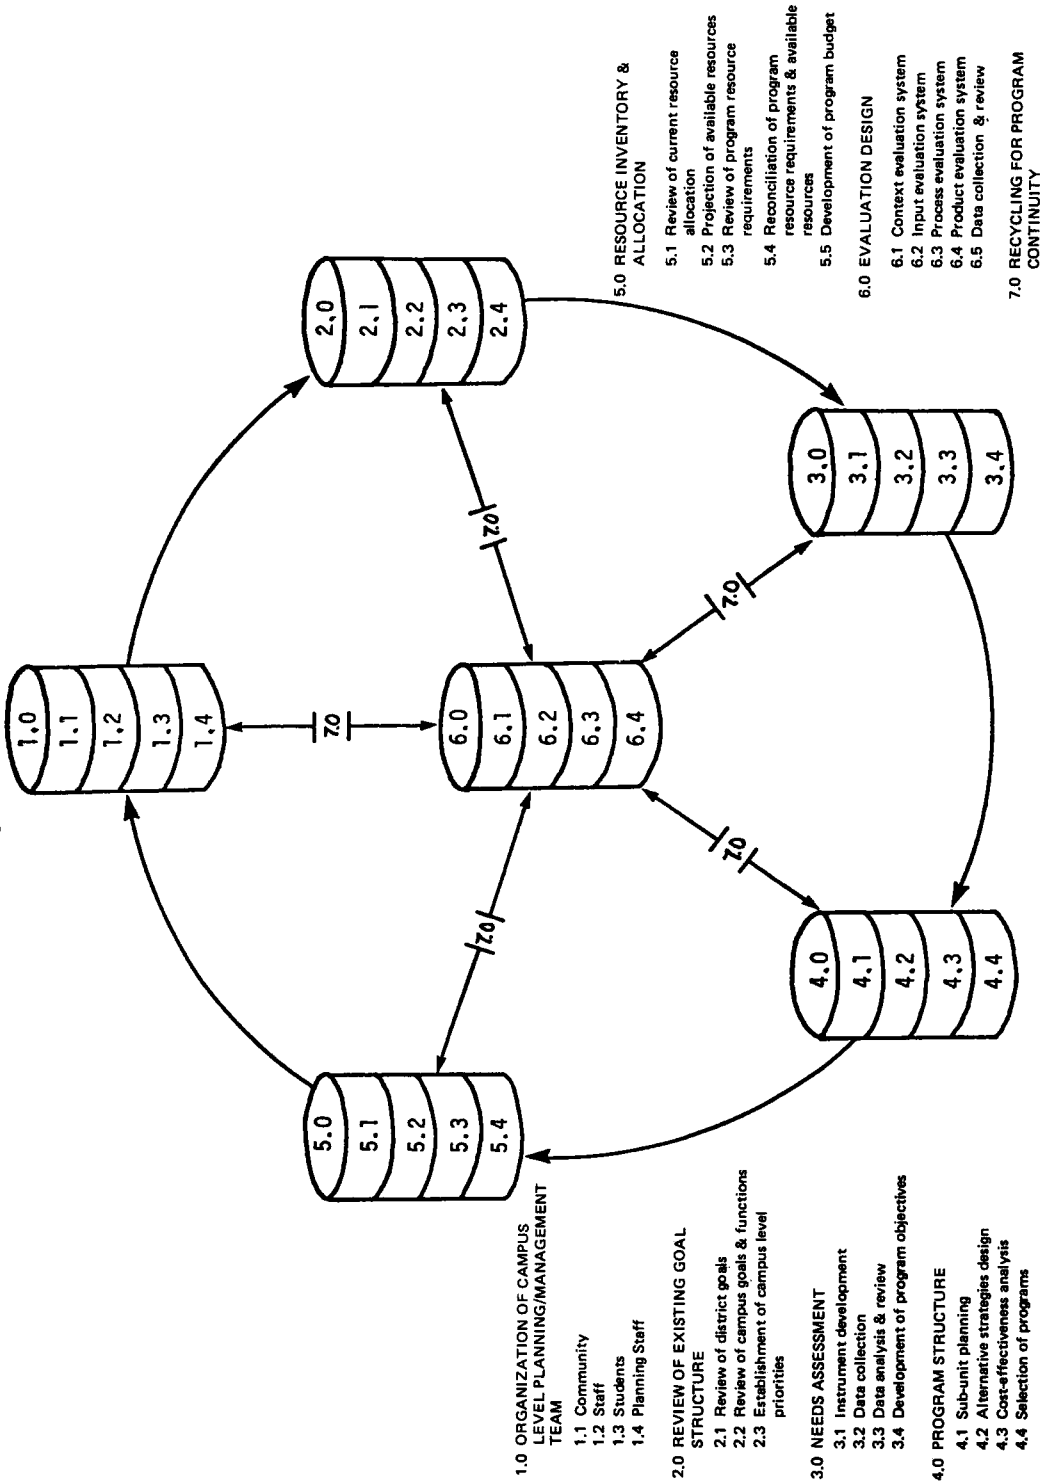 1.0
1.1
1.2
1.3
1.4
2.0
2.1
2.2
2.3
2.4
3.0
3.1
3.2
3.3
3.4
4.0
4.1
4.2
4.3
4.4
5.0
5.1
5.2
5.3
5.4
6.0
6.1
6.2
6.3
6.4
7.0
7.0
7.0
7.0
7.0
1.0 ORGANIZATION OF CAMPUS
LEVEL PLANNING/MANAGEMENT
TEAM
1.1 Community
1.2 Staff
1.3 Students
1.4 Planning Staff
2.0 REVIEW OF EXISTING GOAL
STRUCTURE
2.1 Review of district goals
2.2 Review of campus goals & functions
2.3 Establishment of campus level
priorities
3.0 NEEDS ASSESSMENT
3.1 Instrument development
3.2 Data collection
3.3 Data analysis & review
3.4 Development of program objectives
4.0 PROGRAM STRUCTURE
4.1 Sub-unit planning
4.2 Alternative strategies design
4.3 Cost-effectiveness analysis
4.4 Selection of programs
5.0 RESOURCE INVENTORY &
ALLOCATION
5.1 Review of current resource
allocation
5.2 Projection of available resources
5.3 Review of program resource
requirements
5.4 Reconciliation of program
resource requirements & available
resources
5.5 Development of program budget
6.0 EVALUATION DESIGN
6.1 Context evaluation system
6.2 Input evaluation system
6.3 Process evaluation system
6.4 Product evaluation system
6.5 Data collection & review
7.0 RECYCLING FOR PROGRAM
CONTINUITY